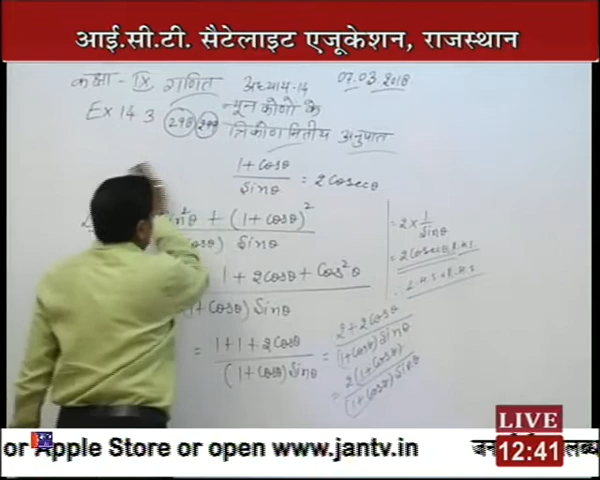 आई.सी.टी. सैटेलाइट एजूकेशन, राजस्थान
कक्षा - IX गणित अध्याय-14 07.03.2018
Ex 14.3 298 299 न्यून कोणो के
त्रिकोणमितीय अनुपात
1+cosθ / sinθ = 2cosecθ
sin²θ + (1+cosθ)² / cosθ) sinθ
1 + 2cosθ + cos²θ / 1+cosθ) sinθ
= 1+1+2cosθ / (1+cosθ) sinθ = 2+2cosθ / (1+cosθ) sinθ
= 2(1+cosθ) / (1+cosθ) sinθ
= 2 × 1/sinθ
= 2cosecθ R.H.S.
∴ L.H.S = R.H.S.
LIVE
12:41
or Apple Store or open www.jantv.in